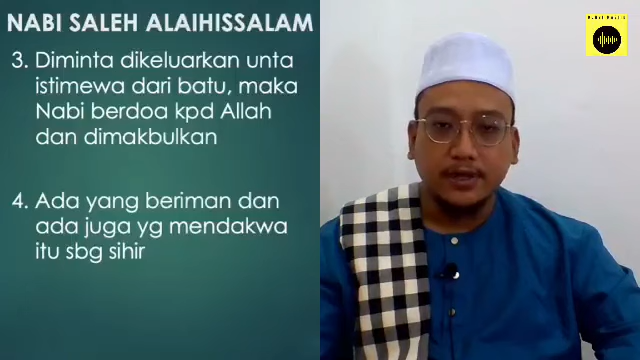 NABI SALEH ALAIHISSALAM
3. Diminta dikeluarkan unta
istimewa dari batu, maka
Nabi berdoa kpd Allah
dan dimakbulkan
4. Ada yang beriman dan
ada juga yg mendakwa
itu sbg sihir